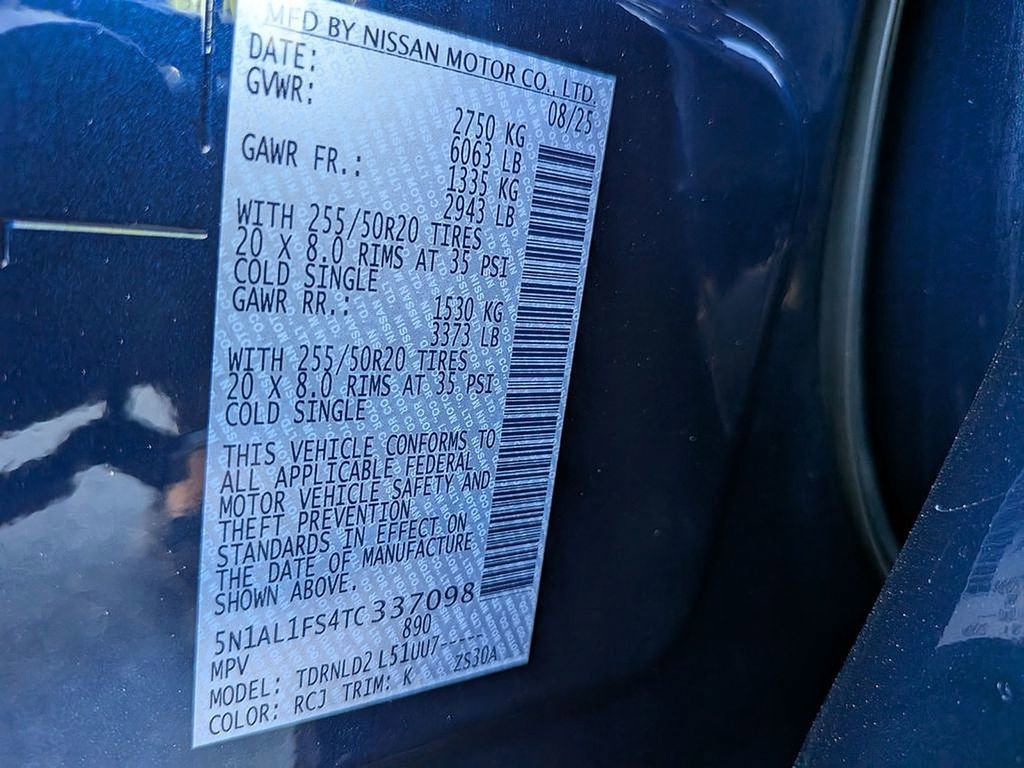 MFD BY NISSAN MOTOR CO., LTD.
DATE: 08/25
GVWR: 2750 KG
6063 LB
GAWR FR.: 1335 KG
2943 LB
WITH 255/50R20 TIRES
20 X 8.0 RIMS AT 35 PSI
COLD SINGLE
GAWR RR.: 1530 KG
3373 LB
WITH 255/50R20 TIRES
20 X 8.0 RIMS AT 35 PSI
COLD SINGLE
THIS VEHICLE CONFORMS TO
ALL APPLICABLE FEDERAL
MOTOR VEHICLE SAFETY AND
THEFT PREVENTION
STANDARDS IN EFFECT ON
THE DATE OF MANUFACTURE
SHOWN ABOVE.
5N1AL1FS4TC337098
MPV 890
MODEL: TDRNLD2 L51UU7-----
COLOR: RCJ TRIM: K ZS30A